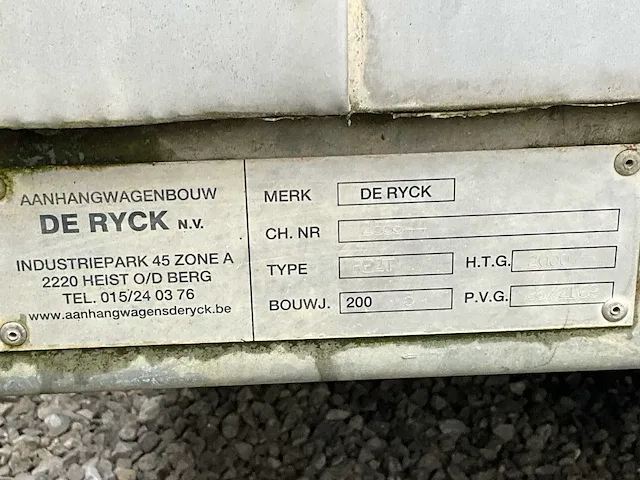 AANHANGWAGENBOUW
DE RYCK N.V.
INDUSTRIEPARK 45 ZONE A
2220 HEIST O/D BERG
TEL. 015/24 03 76
www.aanhangwagensderyck.be
MERK DE RYCK
CH. NR
TYPE H.T.G.
BOUWJ. 200 P.V.G.